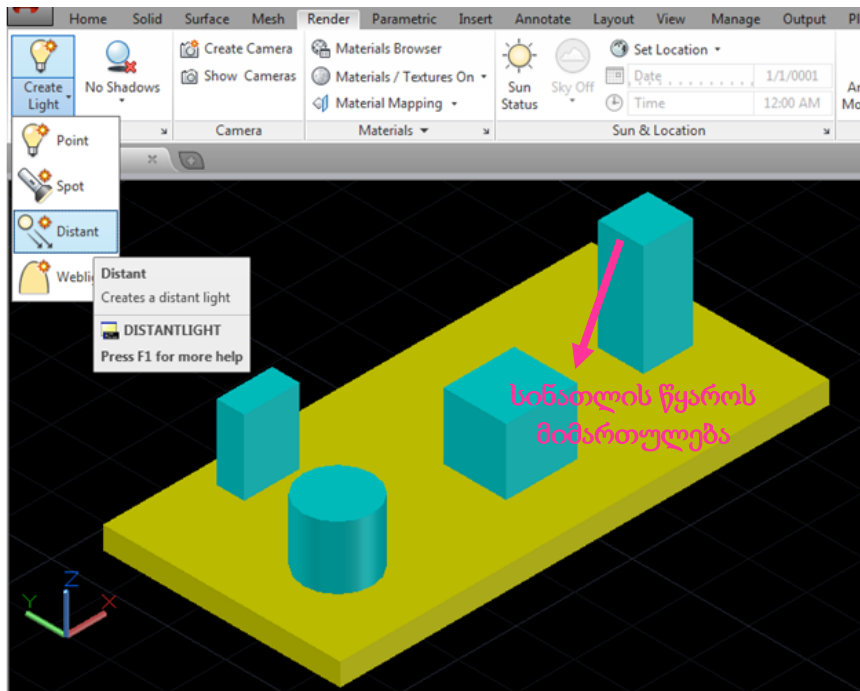 Home Solid Surface Mesh Render Parametric Insert Annotate Layout View Manage Output
Create Light
No Shadows
Create Camera
Show Cameras
Camera
Materials Browser
Materials / Textures On
Material Mapping
Materials
Sun Status
Sky Off
Set Location
Date 1/1/0001
Time 12:00 AM
Sun & Location
Point
Spot
Distant
Distant
Creates a distant light
DISTANTLIGHT
Press F1 for more help
სინათლის წყაროს
მიმართულება
Z
Y
X